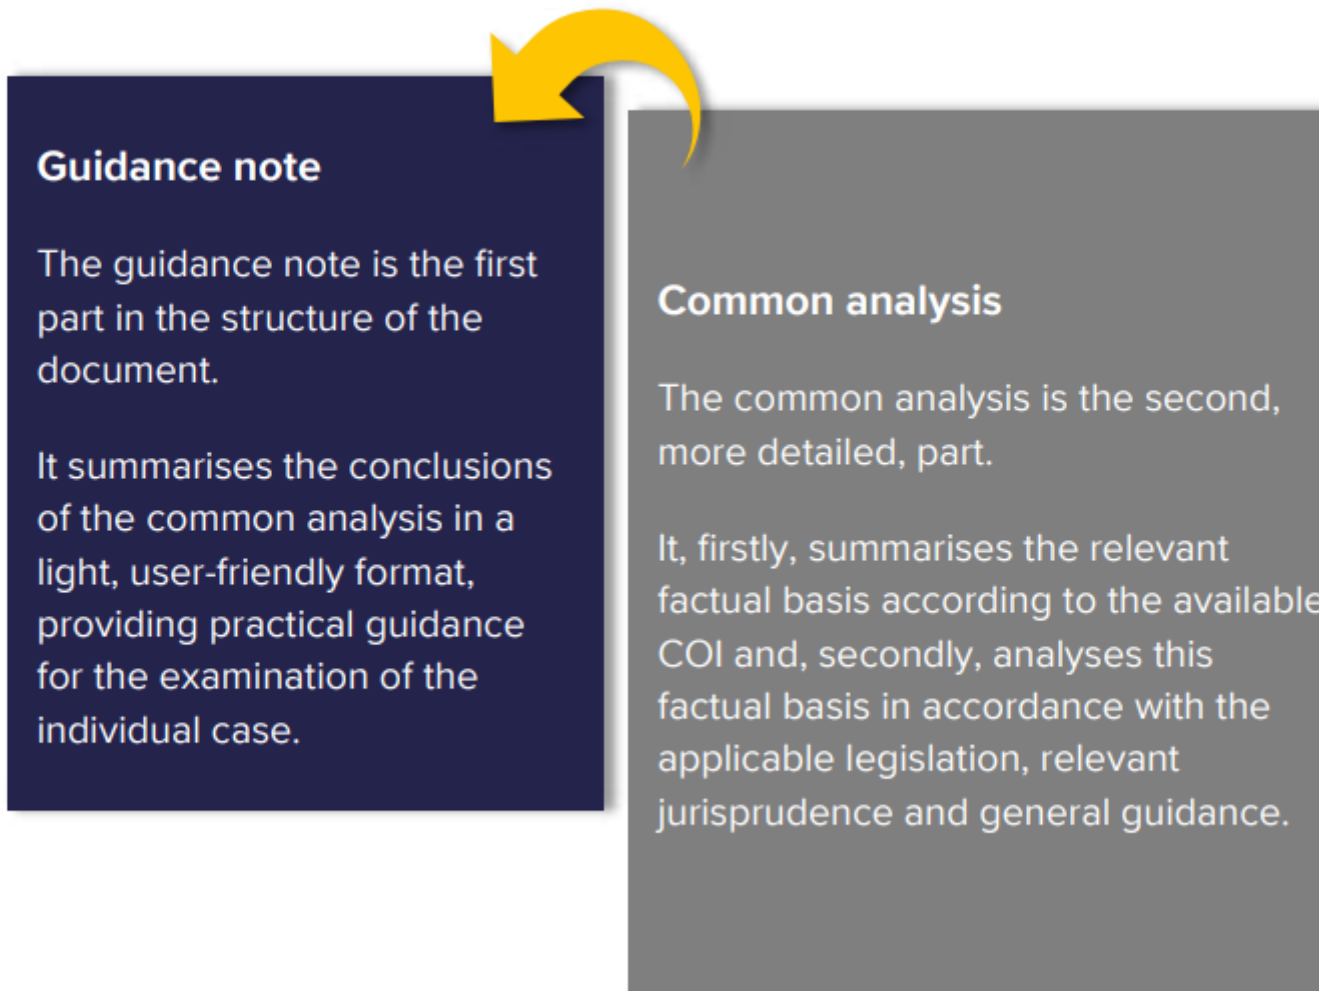 Guidance note
The guidance note is the first
part in the structure of the
document.
It summarises the conclusions
of the common analysis in a
light, user-friendly format,
providing practical guidance
for the examination of the
individual case.
Common analysis
The common analysis is the second,
more detailed, part.
It, firstly, summarises the relevant
factual basis according to the available
COI and, secondly, analyses this
factual basis in accordance with the
applicable legislation, relevant
jurisprudence and general guidance.